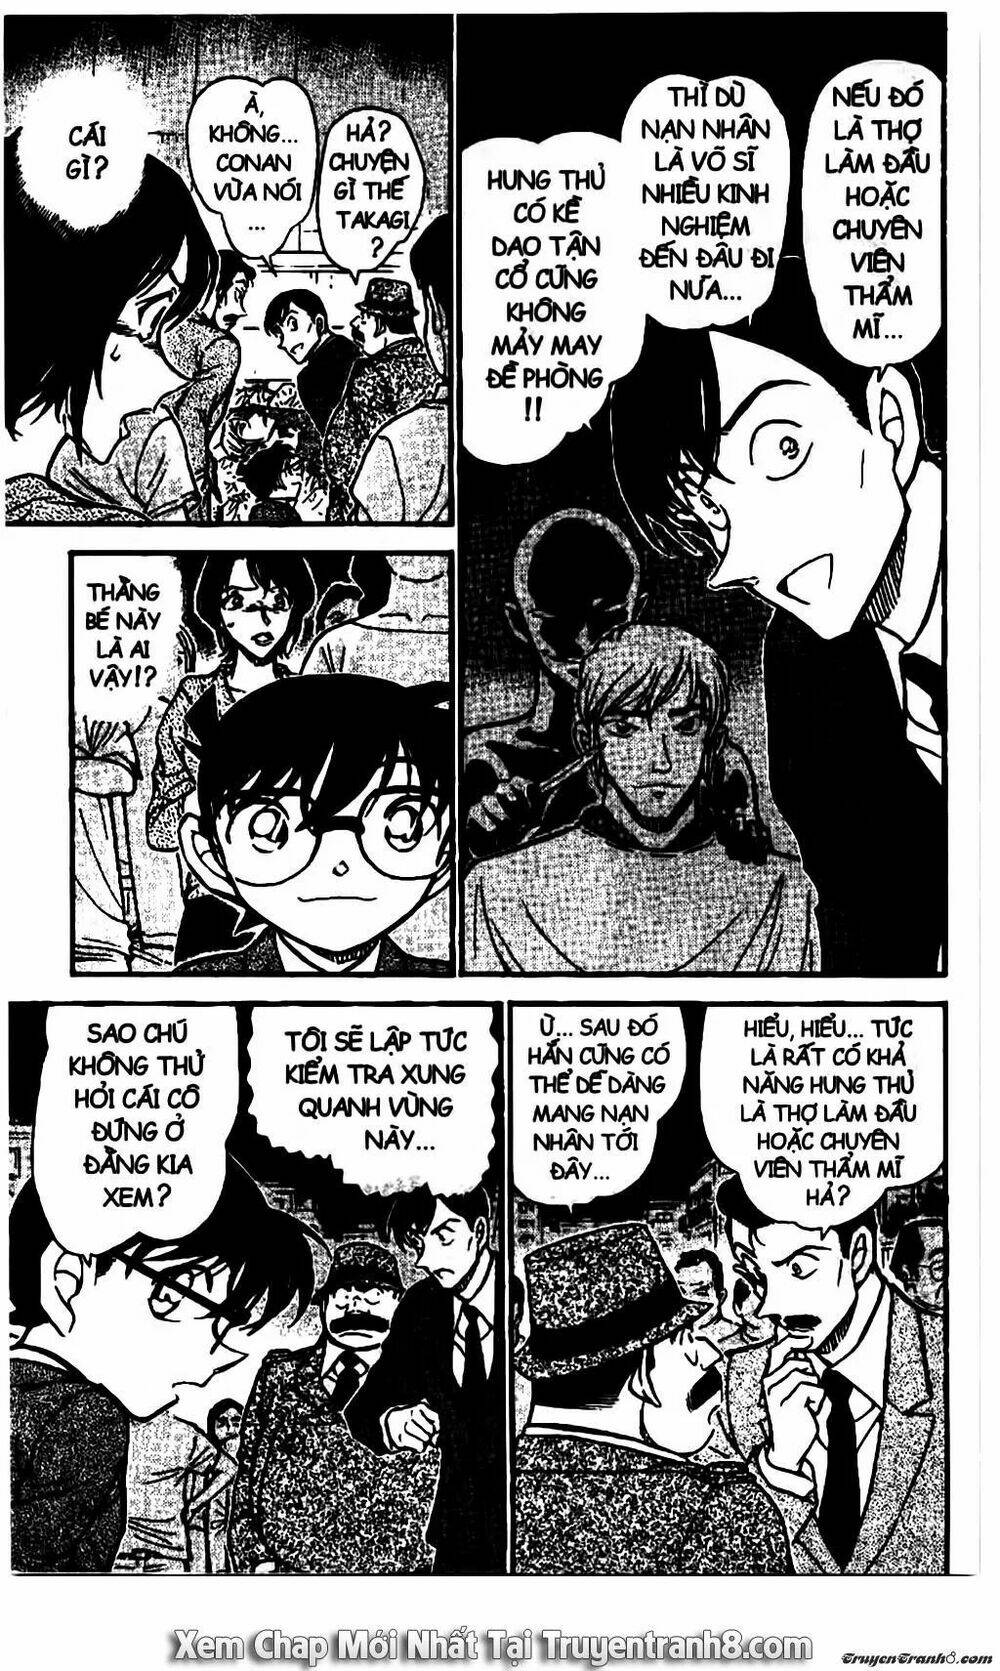 NẾU ĐÓ
LÀ THỢ
LÀM ĐẦU
HOẶC
CHUYÊN
VIÊN
THẨM
MĨ...
THÌ DÙ
NẠN NHÂN
LÀ VÕ SĨ
NHIỀU KINH
NGHIỆM
ĐẾN ĐÂU ĐI
NỮA...
HUNG THỦ
CÓ KỀ
DAO TẬN
CỔ CŨNG
KHÔNG
MẢY MAY
ĐỀ PHÒNG
!!
HẢ?
CHUYỆN
GÌ THẾ
TAKAGI
?
À,
KHÔNG...
CONAN
VỪA NÓI
...
CÁI
GÌ?
THẰNG
BÉ NÀY
LÀ AI
VẬY!?
HIỂU, HIỂU... TỨC
LÀ RẤT CÓ KHẢ
NĂNG HUNG THỦ
LÀ THỢ LÀM ĐẦU
HOẶC CHUYÊN
VIÊN THẨM MĨ
HẢ?
Ừ... SAU ĐÓ
HẮN CŨNG CÓ
THỂ DỄ DÀNG
MANG NẠN
NHÂN TỚI
ĐÂY...
TÔI SẼ LẬP TỨC
KIỂM TRA XUNG
QUANH VÙNG
NÀY...
SAO CHÚ
KHÔNG THỬ
HỎI CÁI CÔ
ĐỨNG Ở
ĐẰNG KIA
XEM?
Xem Chap Mới Nhất Tại Truyentranh8.com
TruyenTranh8.com